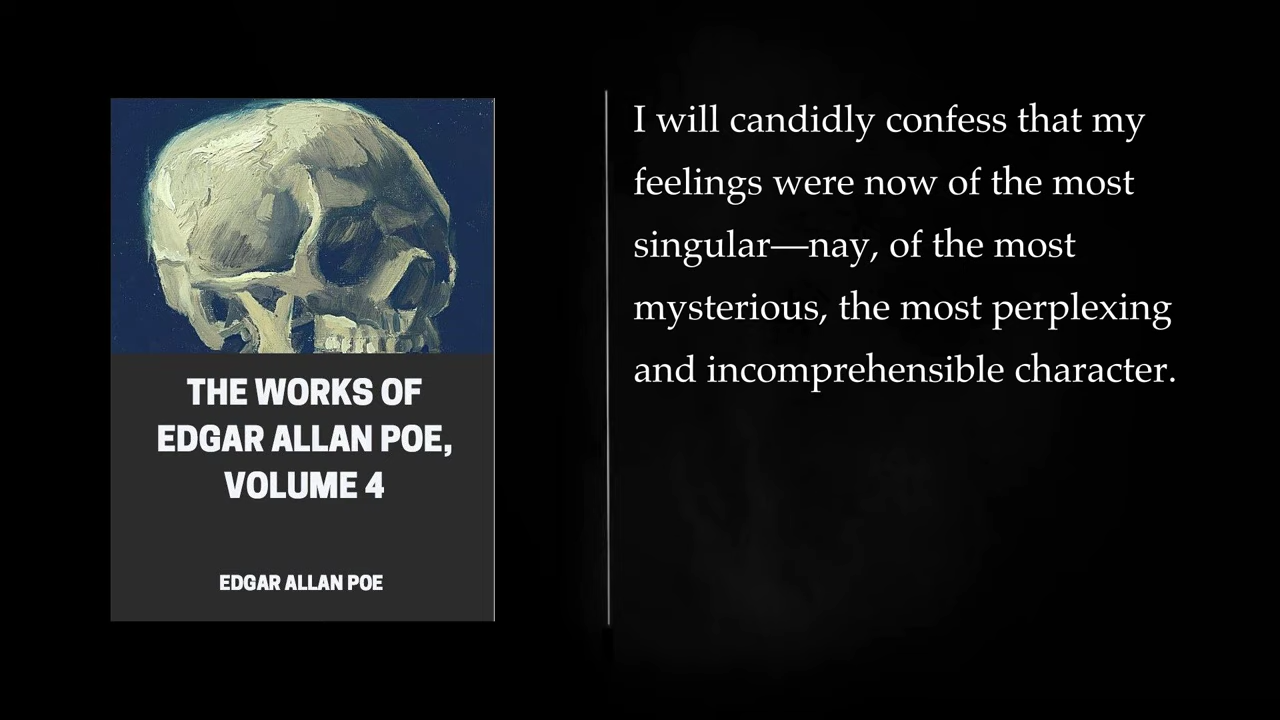 THE WORKS OF
EDGAR ALLAN POE,
VOLUME 4
EDGAR ALLAN POE
I will candidly confess that my
feelings were now of the most
singular—nay, of the most
mysterious, the most perplexing
and incomprehensible character.